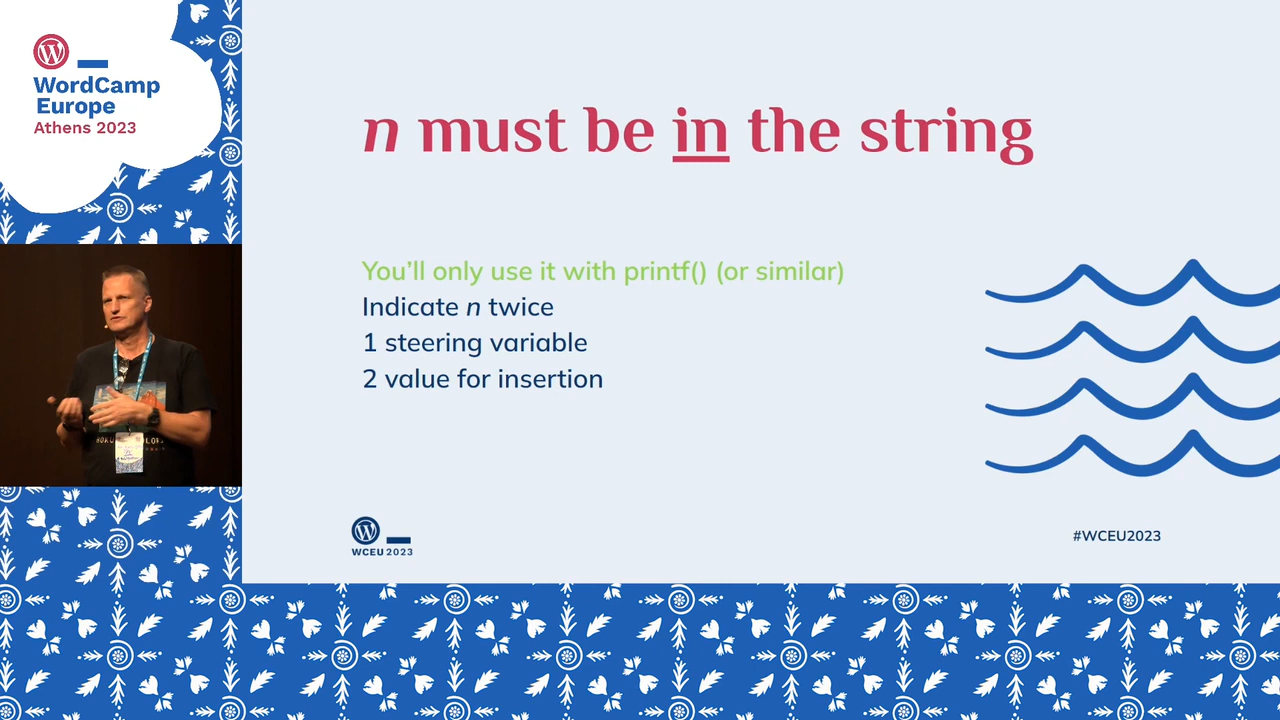 WordCamp
Europe
Athens 2023
n must be in the string
You'll only use it with printf() (or similar)
Indicate n twice
1 steering variable
2 value for insertion
WCEU 2023
#WCEU2023